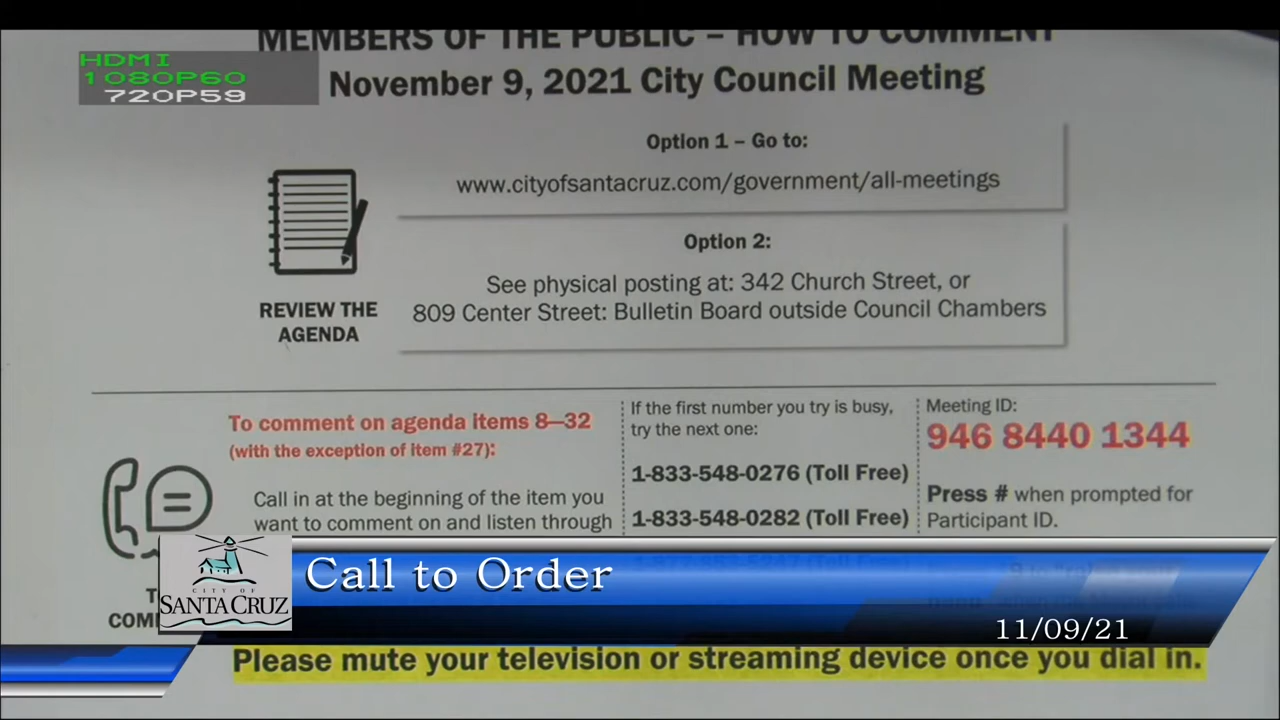 MEMBERS OF THE PUBLIC – HOW TO COMMENT
HDMI
1080P60
720P59
November 9, 2021 City Council Meeting
Option 1 – Go to:
www.cityofsantacruz.com/government/all-meetings
Option 2:
See physical posting at: 342 Church Street, or
809 Center Street: Bulletin Board outside Council Chambers
REVIEW THE
AGENDA
To comment on agenda items 8—32
(with the exception of item #27):
Call in at the beginning of the item you
want to comment on and listen through
If the first number you try is busy,
try the next one:
1-833-548-0276 (Toll Free)
1-833-548-0282 (Toll Free)
Meeting ID:
946 8440 1344
Press # when prompted for
Participant ID.
Call to Order
CITY OF
SANTA CRUZ
11/09/21
Please mute your television or streaming device once you dial in.